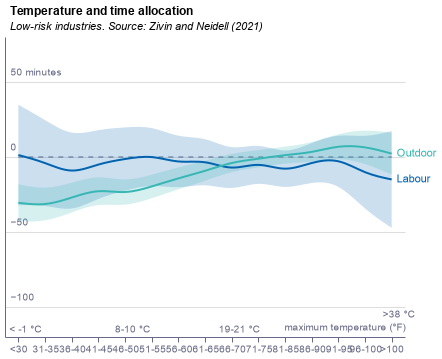 Temperature and time allocation
Low-risk industries. Source: Zivin and Neidell (2021)
50 minutes
0
Outdoor
Labour
−50
−100
>38 °C
< -1 °C 8-10 °C 19-21 °C maximum temperature (°F)
<30 31-35 36-40 41-45 46-50 51-55 56-60 61-65 66-70 71-75 81-85 86-90 91-95 96-100 >100